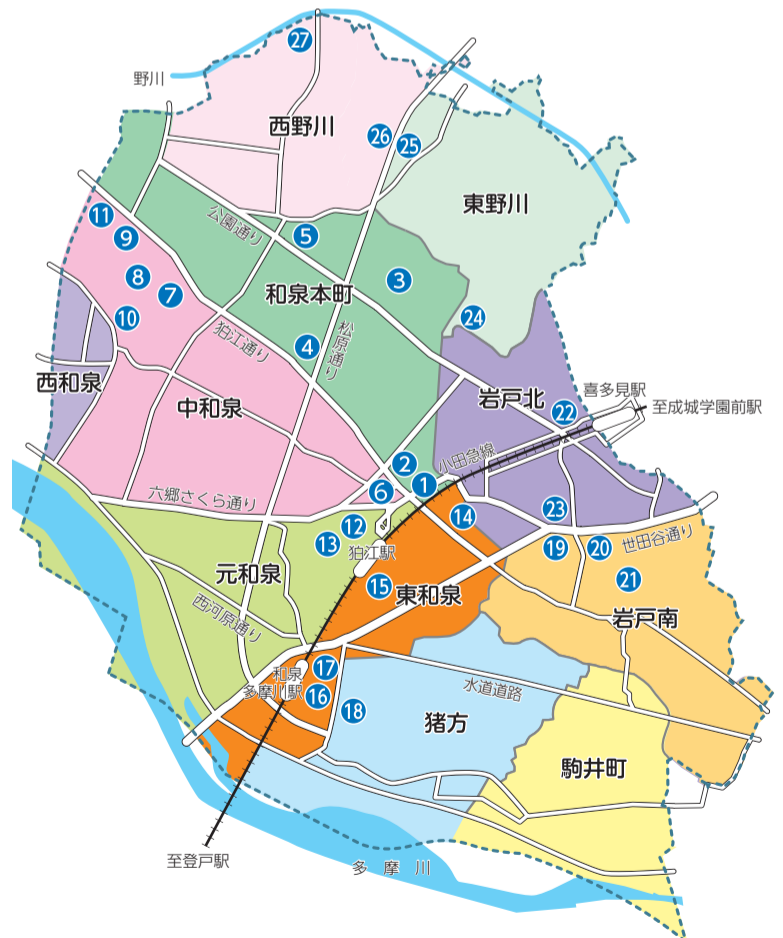 27
野川
西野川
26
25
東野川
11
9
公園通り
5
8
7
3
和泉本町
10
24
狛江通り
4
松原通り
西和泉
中和泉
岩戸北
喜多見駅
至成城学園前駅
22
小田急線
2
1
6
六郷さくら通り
12
13
狛江駅
14
23
19
20
世田谷通り
21
元和泉
15
東和泉
岩戸南
西河原通り
17
和泉
多摩川駅
16
18
水道道路
猪方
駒井町
至登戸駅
多摩川